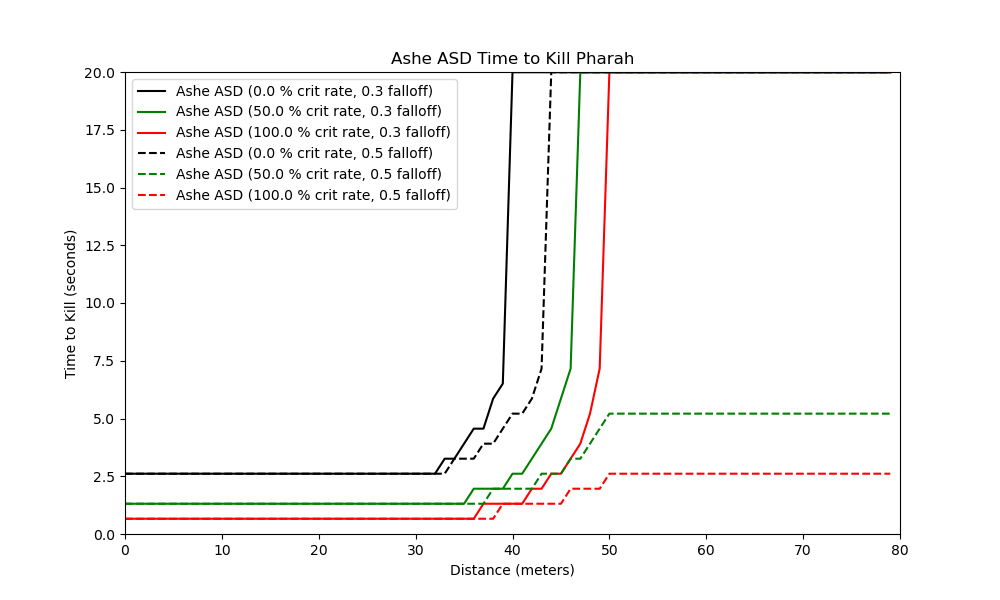 Ashe ASD Time to Kill Pharah
20.0
17.5
15.0
12.5
10.0
7.5
5.0
2.5
0.0
Time to Kill (seconds)
Ashe ASD (0.0 % crit rate, 0.3 falloff)
Ashe ASD (50.0 % crit rate, 0.3 falloff)
Ashe ASD (100.0 % crit rate, 0.3 falloff)
Ashe ASD (0.0 % crit rate, 0.5 falloff)
Ashe ASD (50.0 % crit rate, 0.5 falloff)
Ashe ASD (100.0 % crit rate, 0.5 falloff)
0 10 20 30 40 50 60 70 80
Distance (meters)